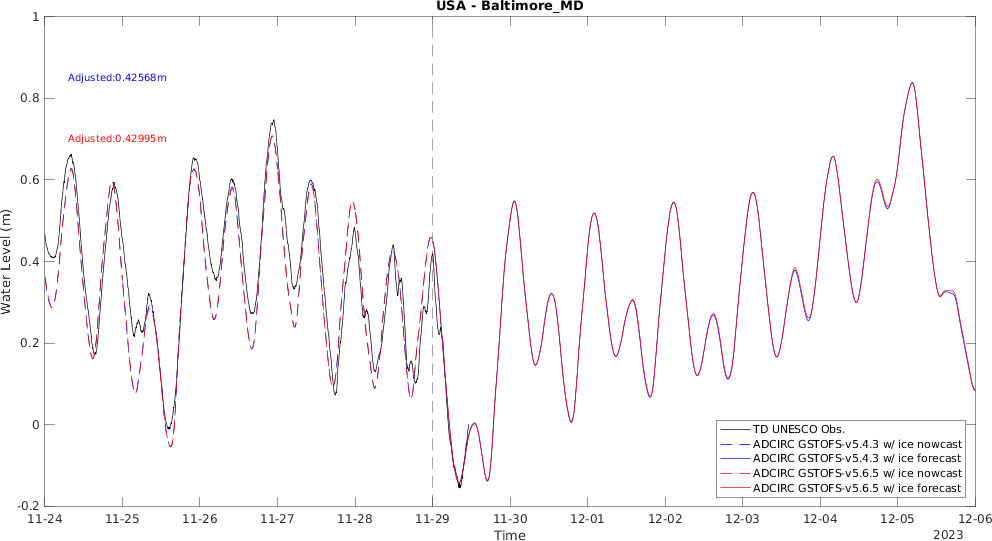 USA - Baltimore_MD
1
Adjusted:0.42568m
0.8
Adjusted:0.42995m
0.6
0.4
0.2
0
-0.2
Water Level (m)
TD UNESCO Obs.
ADCIRC GSTOFS-v5.4.3 w/ ice nowcast
ADCIRC GSTOFS-v5.4.3 w/ ice forecast
ADCIRC GSTOFS-v5.6.5 w/ ice nowcast
ADCIRC GSTOFS-v5.6.5 w/ ice forecast
11-24 11-25 11-26 11-27 11-28 11-29 11-30 12-01 12-02 12-03 12-04 12-05 12-06
Time
2023